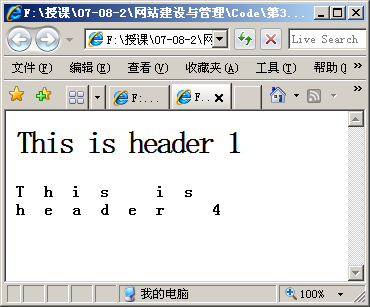 F:\授课\07-08-2\网站建设与管理\Code\第3...
F:\授课\07-08-2\网
Live Search
文件(F) 编辑(E) 查看(V) 收藏夹(A) 工具(T) 帮助(
F:... F...
This is header 1
T h i s i s
h e a d e r 4
我的电脑 100%